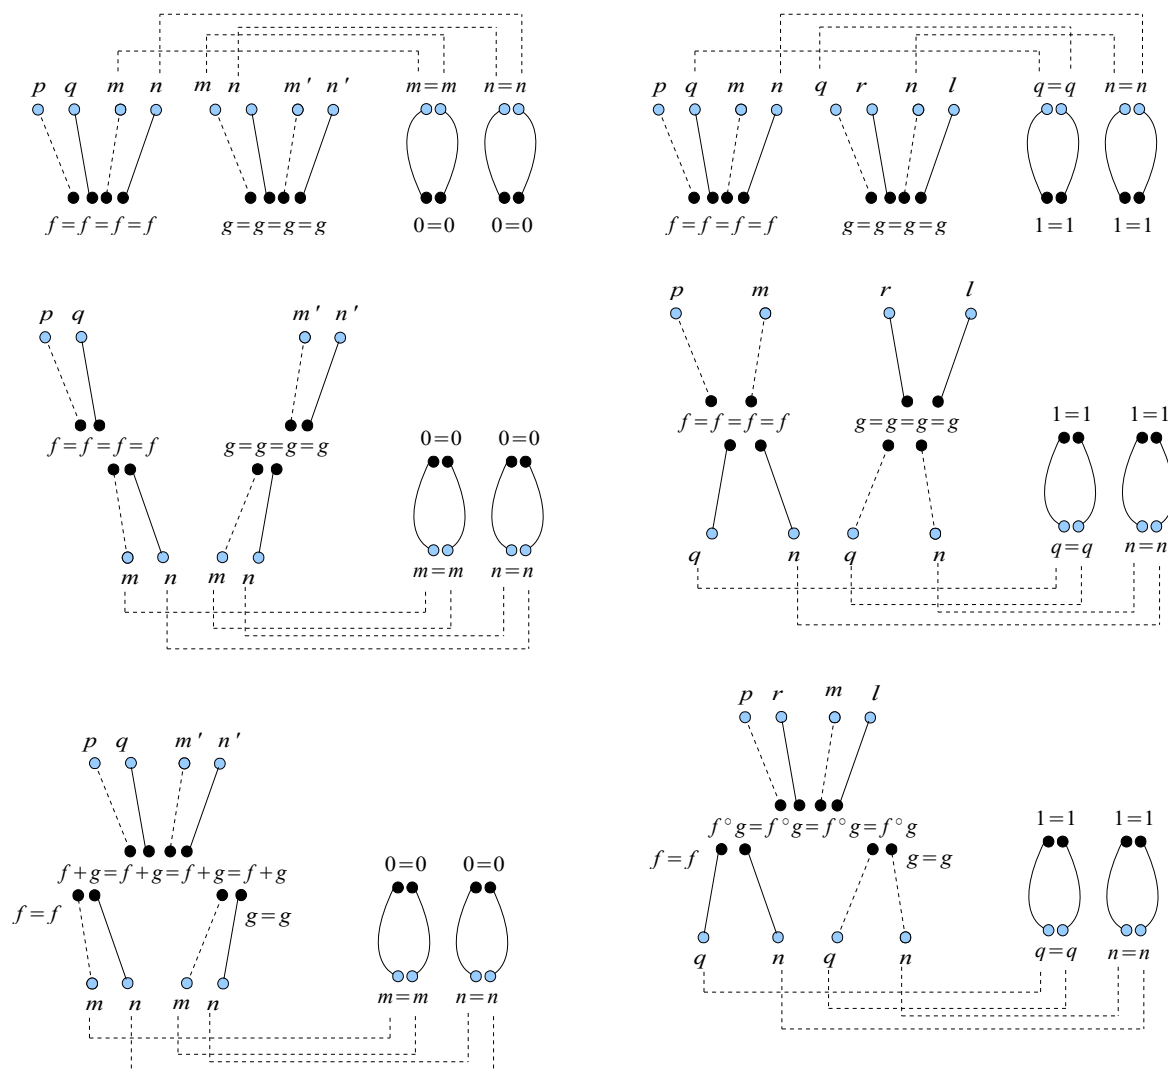 p q m n m n m' n' m=m n=n
f=f=f=f g=g=g=g 0=0 0=0
p q m n q r n l q=q n=n
f=f=f=f g=g=g=g 1=1 1=1
p q m' n'
f=f=f=f g=g=g=g 0=0 0=0
m n m n m=m n=n
p m r l
f=f=f=f g=g=g=g 1=1 1=1
q n q n q=q n=n
p q m' n'
f+g=f+g=f+g=f+g 0=0 0=0
f=f g=g
m n m n m=m n=n
p r m l
f°g=f°g=f°g=f°g 1=1 1=1
f=f g=g
q n q n q=q n=n